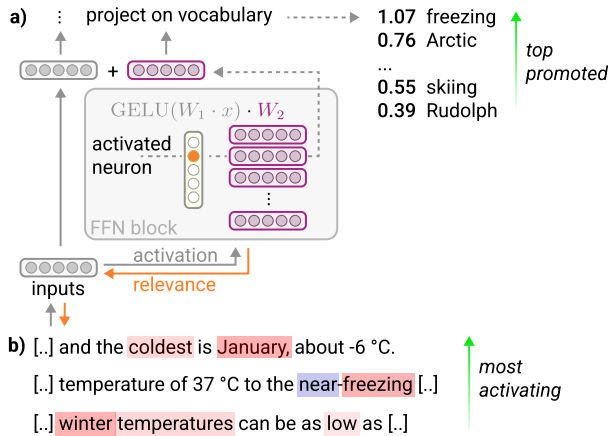 a)
⋮ project on vocabulary
1.07 freezing
0.76 Arctic
...
0.55 skiing
0.39 Rudolph
top
promoted
+
GELU(W₁ · x) · W₂
activated
neuron
⋮
FFN block
activation
relevance
inputs
b)
[..] and the coldest is January, about -6 °C.
[..] temperature of 37 °C to the near-freezing [..]
[..] winter temperatures can be as low as [..]
most
activating